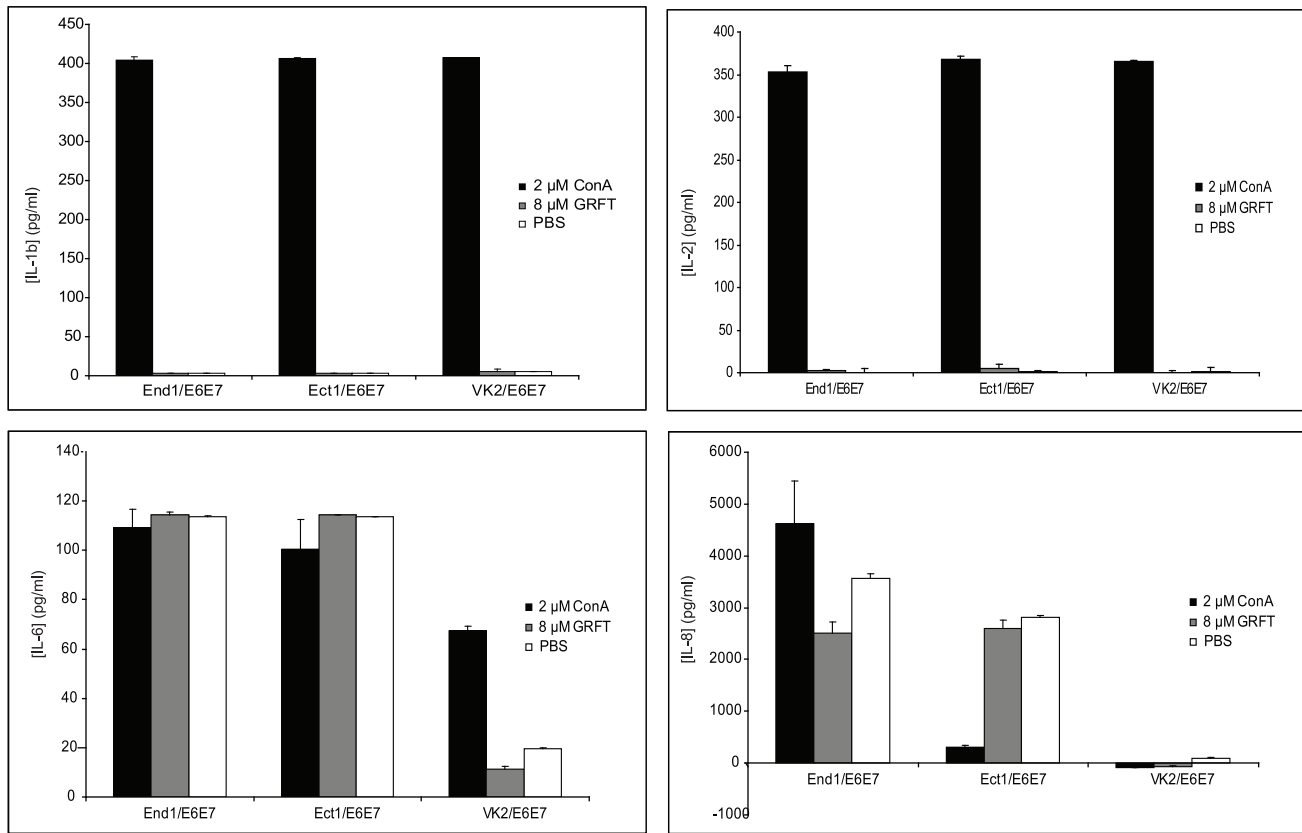 450
400
350
300
250
200
150
100
50
0
[IL-1b] (pg/ml)
2 µM ConA
8 µM GRFT
PBS
End1/E6E7
Ect1/E6E7
VK2/E6E7
400
350
300
250
200
150
100
50
0
[IL-2] (pg/ml)
2 µM ConA
8 µM GRFT
PBS
End1/E6E7
Ect1/E6E7
VK2/E6E7
140
120
100
80
60
40
20
0
[IL-6] (pg/ml)
2 µM ConA
8 µM GRFT
PBS
End1/E6E7
Ect1/E6E7
VK2/E6E7
6000
5000
4000
3000
2000
1000
0
-1000
[IL-8] (pg/ml)
2 µM ConA
8 µM GRFT
PBS
End1/E6E7
Ect1/E6E7
VK2/E6E7